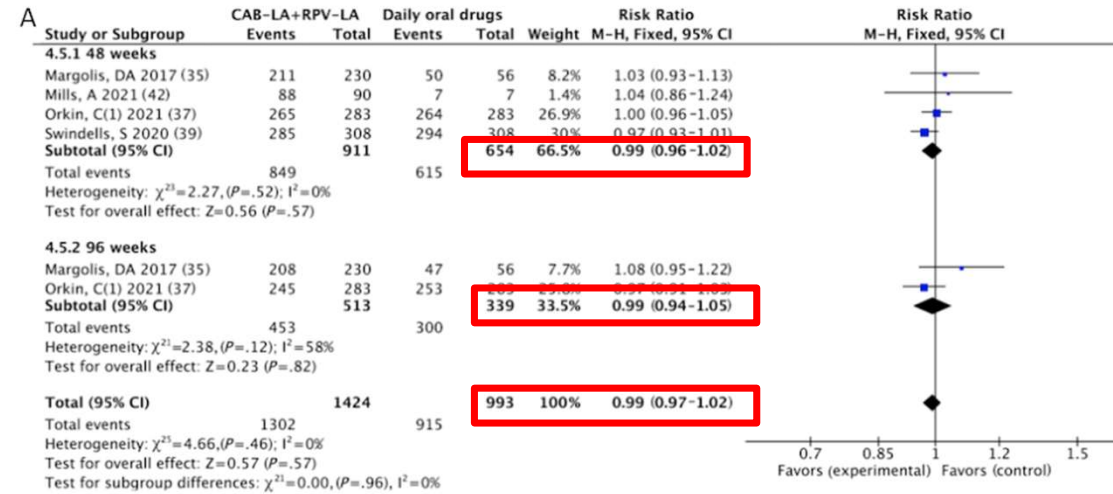 A
CAB-LA+RPV-LA Daily oral drugs Risk Ratio Risk Ratio
Study or Subgroup Events Total Events Total Weight M-H, Fixed, 95% CI M-H, Fixed, 95% CI
4.5.1 48 weeks
Margolis, DA 2017 (35) 211 230 50 56 8.2% 1.03 (0.93-1.13)
Mills, A 2021 (42) 88 90 7 7 1.4% 1.04 (0.86-1.24)
Orkin, C(1) 2021 (37) 265 283 264 283 26.9% 1.00 (0.96-1.05)
Swindells, S 2020 (39) 285 308 294 308 30% 0.97 (0.93-1.01)
Subtotal (95% CI) 911 654 66.5% 0.99 (0.96-1.02)
Total events 849 615
Heterogeneity: χ²³=2.27,(P=.52); I²=0%
Test for overall effect: Z=0.56 (P=.57)
4.5.2 96 weeks
Margolis, DA 2017 (35) 208 230 47 56 7.7% 1.08 (0.95-1.22)
Orkin, C(1) 2021 (37) 245 283 253
Subtotal (95% CI) 513 339 33.5% 0.99 (0.94-1.05)
Total events 453 300
Heterogeneity: χ²¹=2.38,(P=.12); I²=58%
Test for overall effect: Z=0.23 (P=.82)
Total (95% CI) 1424 993 100% 0.99 (0.97-1.02)
Total events 1302 915
Heterogeneity: χ²⁵=4.66,(P=.46); I²=0%
Test for overall effect: Z=0.57 (P=.57)
Test for subgroup differences: χ²¹=0.00,(P=.96), I²=0%
0.7 0.85 1 1.2 1.5
Favors (experimental) Favors (control)